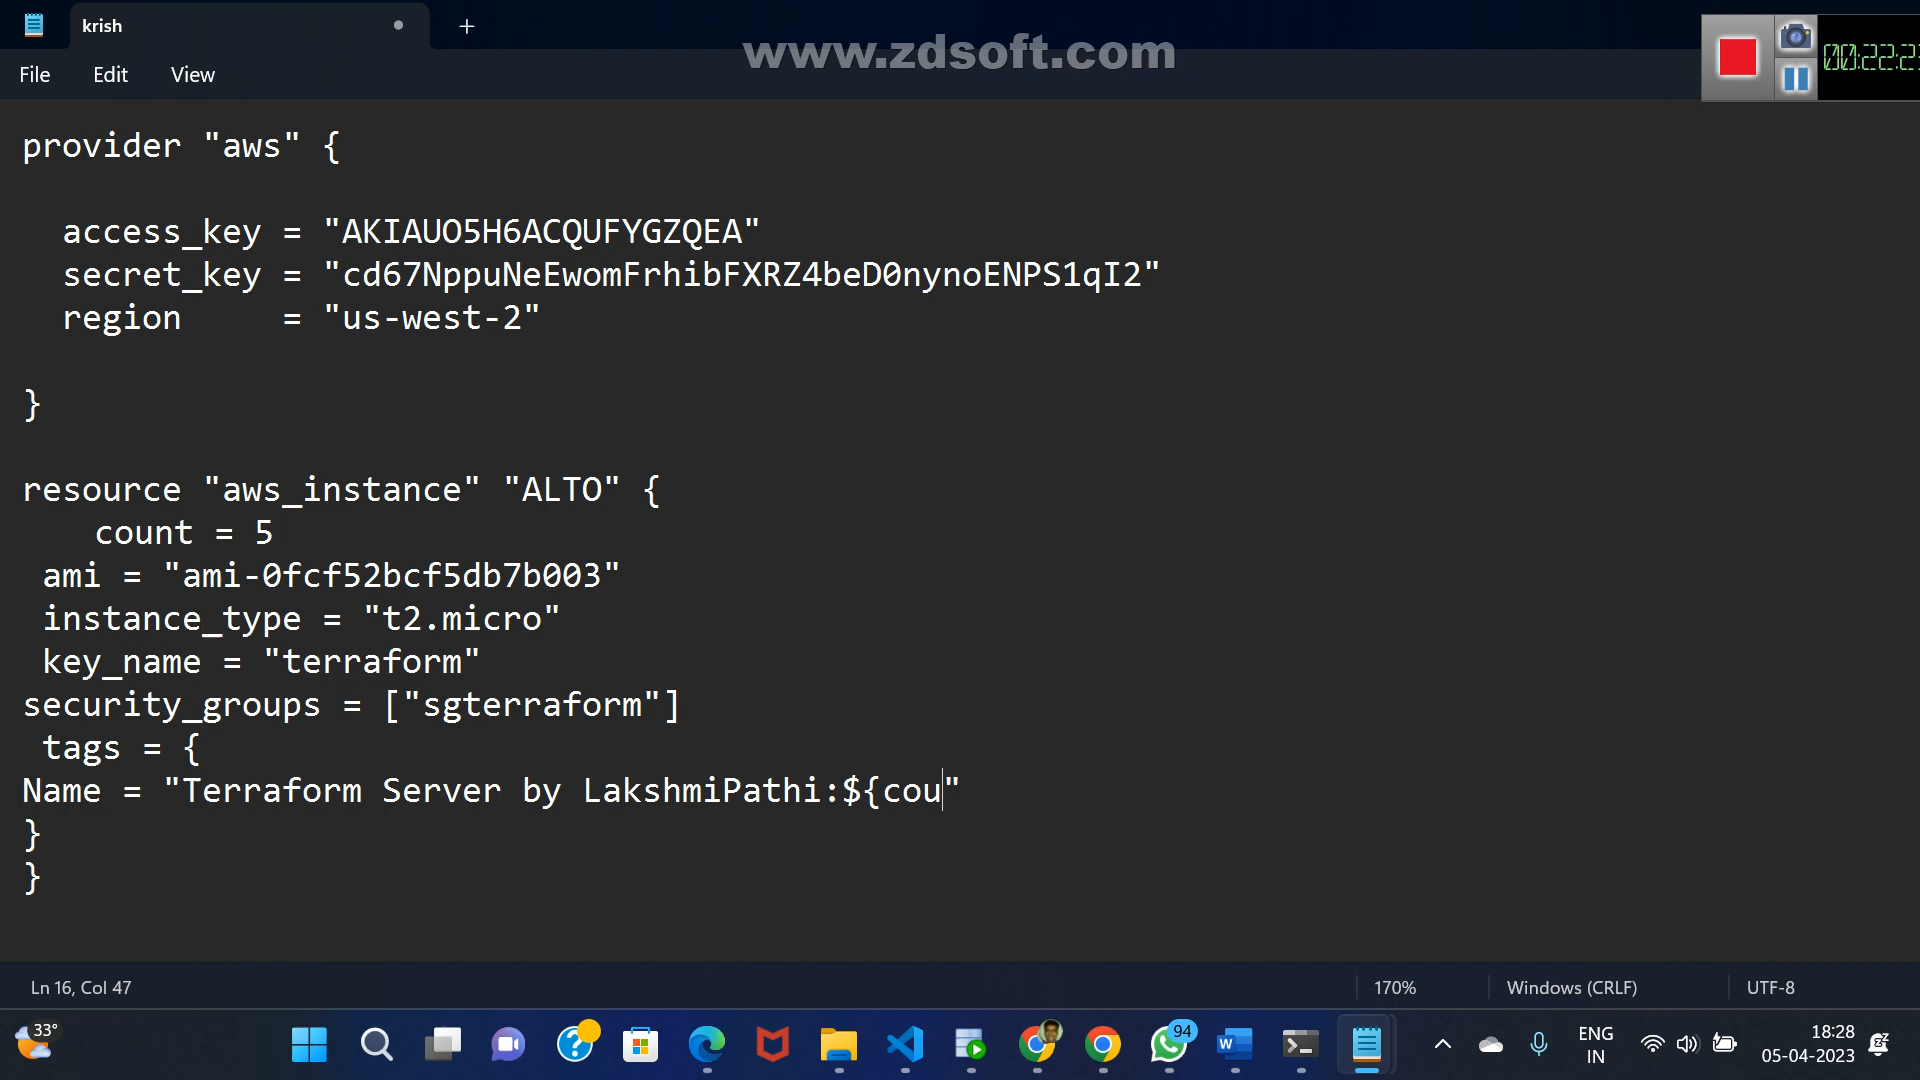 krish
www.zdsoft.com
File Edit View
provider "aws" {
access_key = "AKIAUO5H6ACQUFYGZQEA"
secret_key = "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"
region = "us-west-2"
}
resource "aws_instance" "ALTO" {
count = 5
ami = "ami-0fcf52bcf5db7b003"
instance_type = "t2.micro"
key_name = "terraform"
security_groups = ["sgterraform"]
tags = {
Name = "Terraform Server by LakshmiPathi:${cou"
}
}
Ln 16, Col 47 170% Windows (CRLF) UTF-8
33°
94
ENG
IN
18:28
05-04-2023